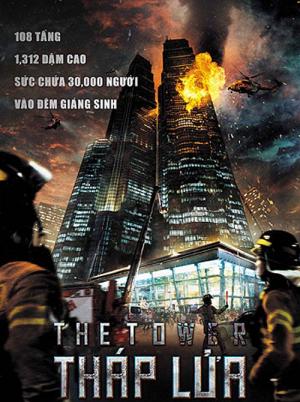 108 TẦNG
1,312 DẶM CAO
SỨC CHỨA 30,000 NGƯỜI
VÀO ĐÊM GIÁNG SINH
THE TOWER
THÁP LỬA